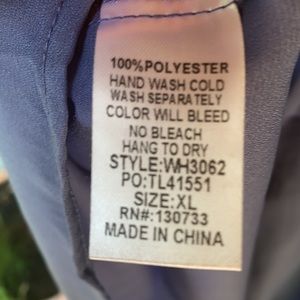 100%POLYESTER
HAND WASH COLD
WASH SEPARATELY
COLOR WILL BLEED
NO BLEACH
HANG TO DRY
STYLE:WH3062
PO:TL41551
SIZE:XL
RN#:130733
MADE IN CHINA